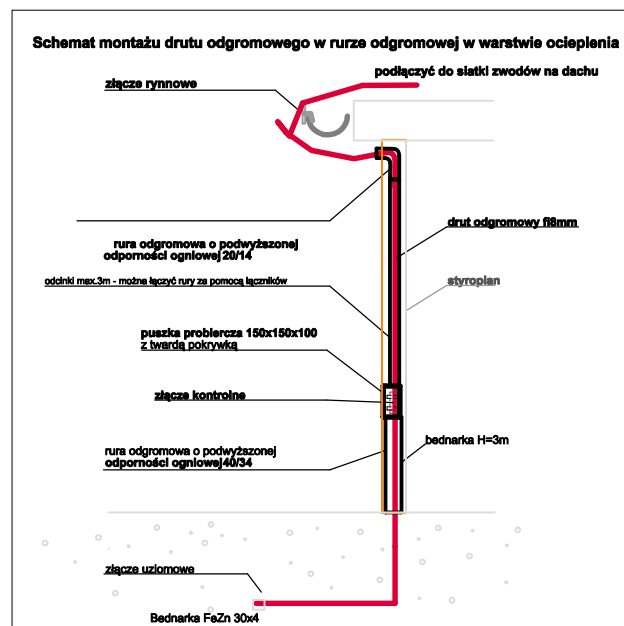 Schemat montażu drutu odgromowego w rurze odgromowej w warstwie ocieplenia
podłączyć do siatki zwodów na dachu
złącze rynnowe
drut odgromowy fi8mm
rura odgromowa o podwyższonej
odporności ogniowej 20/14
odcinki max.3m - można łączyć rury za pomocą łączników
styropian
puszka probiercza 150x150x100
z twardą pokrywką
złącze kontrolne
bednarka H=3m
rura odgromowa o podwyższonej
odporności ogniowej 40/34
złącze uziomowe
Bednarka FeZn 30x4